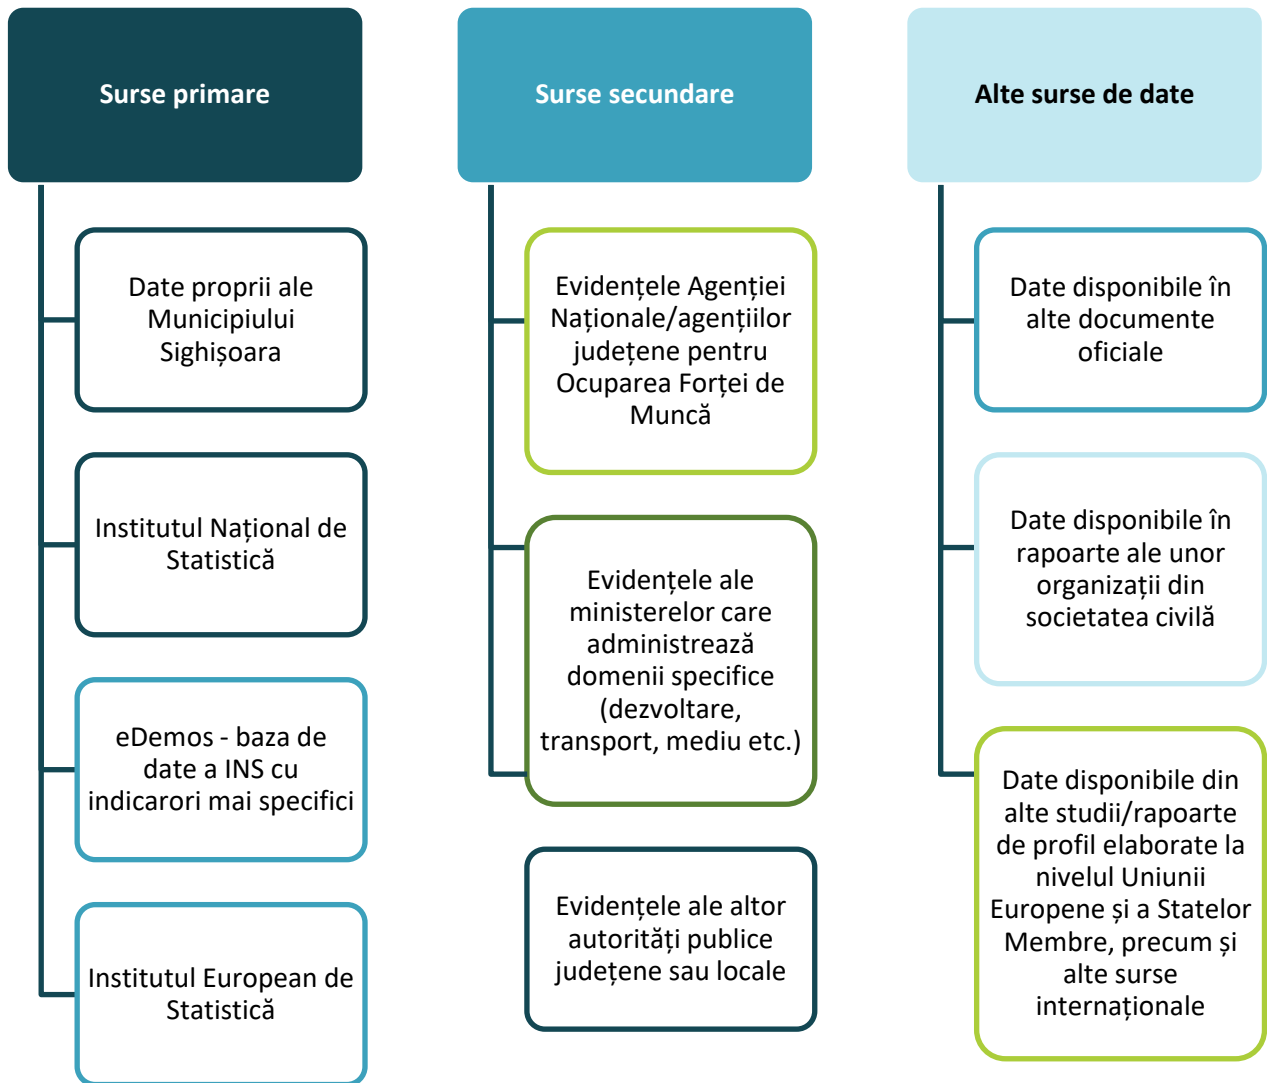 Surse primare
Date proprii ale
Municipiului
Sighișoara
Institutul Național de
Statistică
eDemos - baza de
date a INS cu
indicarori mai specifici
Institutul European de
Statistică
Surse secundare
Evidențele Agenției
Naționale/agențiilor
județene pentru
Ocuparea Forței de
Muncă
Evidențele ale
ministerelor care
administrează
domenii specifice
(dezvoltare,
transport, mediu etc.)
Evidențele ale altor
autorități publice
județene sau locale
Alte surse de date
Date disponibile în
alte documente
oficiale
Date disponibile în
rapoarte ale unor
organizații din
societatea civilă
Date disponibile din
alte studii/rapoarte
de profil elaborate la
nivelul Uniunii
Europene și a Statelor
Membre, precum și
alte surse
internaționale